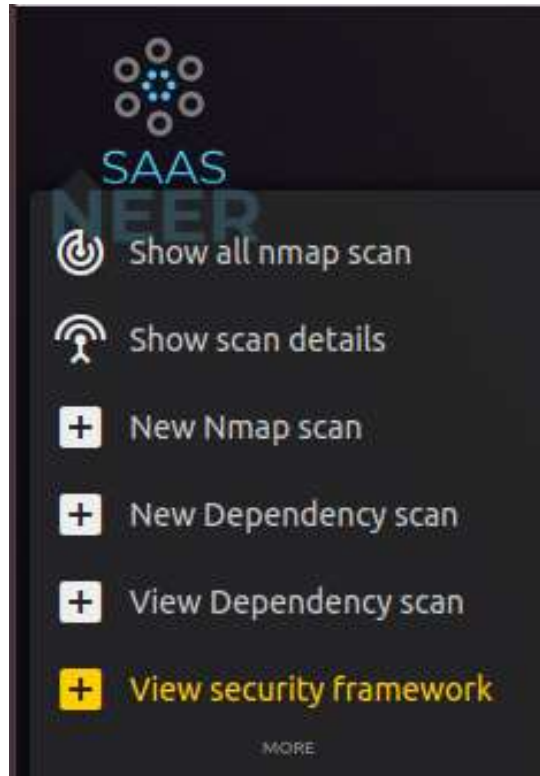 SAAS
NEER
Show all nmap scan
Show scan details
New Nmap scan
New Dependency scan
View Dependency scan
View security framework
MORE